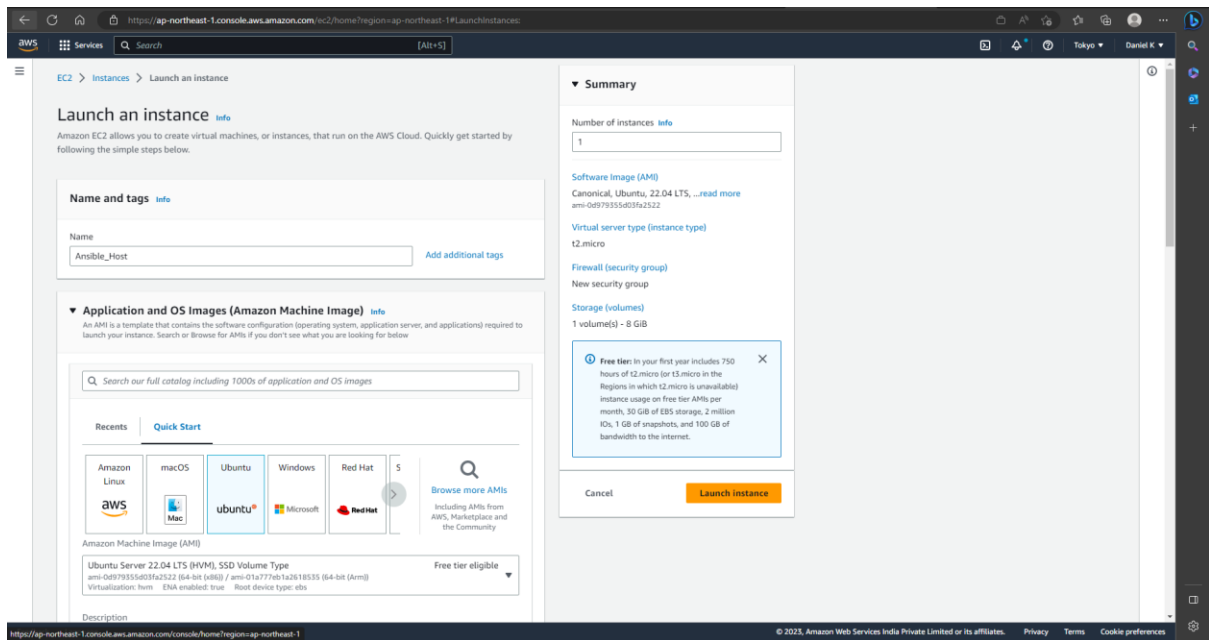 https://ap-northeast-1.console.aws.amazon.com/ec2/home?region=ap-northeast-1#LaunchInstances:
aws
Services
Search
[Alt+S]
Tokyo
Daniel K
EC2 > Instances > Launch an instance
Launch an instance Info
Amazon EC2 allows you to create virtual machines, or instances, that run on the AWS Cloud. Quickly get started by
following the simple steps below.
Name and tags Info
Name
Ansible_Host
Add additional tags
Application and OS Images (Amazon Machine Image) Info
An AMI is a template that contains the software configuration (operating system, application server, and applications) required to
launch your instance. Search or Browse for AMIs if you don't see what you are looking for below
Search our full catalog including 1000s of application and OS images
Recents
Quick Start
Amazon
Linux
aws
macOS
Mac
Ubuntu
ubuntu
Windows
Microsoft
Red Hat
Red Hat
S
Browse more AMIs
Including AMIs from
AWS, Marketplace and
the Community
Amazon Machine Image (AMI)
Ubuntu Server 22.04 LTS (HVM), SSD Volume Type
Free tier eligible
ami-0d979355d03fa2522 (64-bit (x86)) / ami-01a777eb1a2618535 (64-bit (Arm))
Virtualization: hvm ENA enabled: true Root device type: ebs
Description
Summary
Number of instances Info
1
Software Image (AMI)
Canonical, Ubuntu, 22.04 LTS, ...read more
ami-0d979355d03fa2522
Virtual server type (instance type)
t2.micro
Firewall (security group)
New security group
Storage (volumes)
1 volume(s) - 8 GiB
Free tier: In your first year includes 750
hours of t2.micro (or t3.micro in the
Regions in which t2.micro is unavailable)
instance usage on free tier AMIs per
month, 30 GiB of EBS storage, 2 million
IOs, 1 GB of snapshots, and 100 GB of
bandwidth to the internet.
Cancel
Launch instance
https://ap-northeast-1.console.aws.amazon.com/console/home?region=ap-northeast-1
© 2023, Amazon Web Services India Private Limited or its affiliates.
Privacy
Terms
Cookie preferences